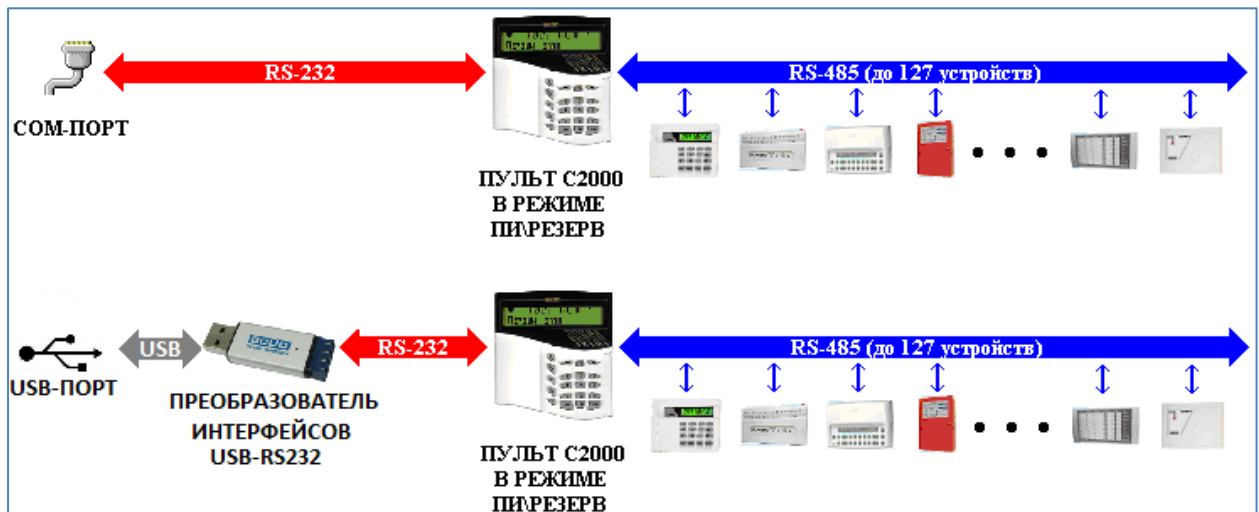 RS-232
RS-485 (до 127 устройств)
COM-ПОРТ
ПУЛЬТ С2000
В РЕЖИМЕ
ПИ\РЕЗЕРВ
USB
RS-232
RS-485 (до 127 устройств)
USB-ПОРТ
ПРЕОБРАЗОВАТЕЛЬ
ИНТЕРФЕЙСОВ
USB-RS232
ПУЛЬТ С2000
В РЕЖИМЕ
ПИ\РЕЗЕРВ